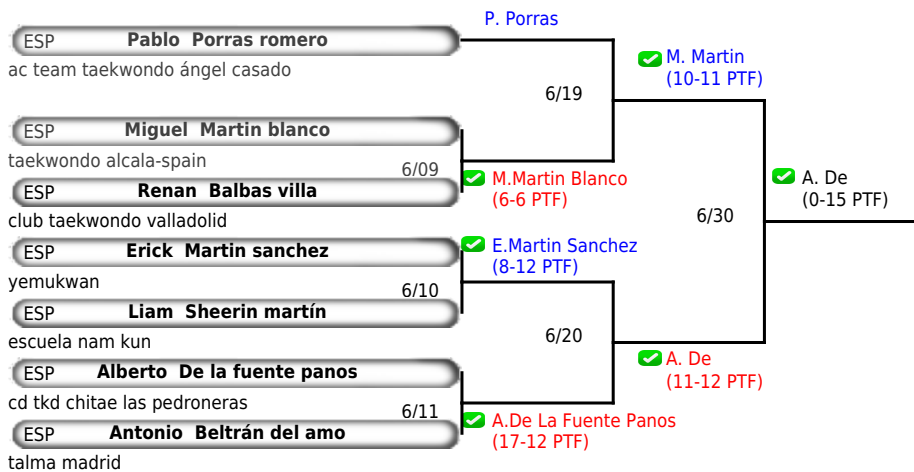 P. Porras
ESP Pablo Porras romero
ac team taekwondo ángel casado
M. Martin
(10-11 PTF)
6/19
ESP Miguel Martin blanco
taekwondo alcala-spain
6/09
M.Martin Blanco
(6-6 PTF)
ESP Renan Balbas villa
club taekwondo valladolid
A. De
(0-15 PTF)
6/30
ESP Erick Martin sanchez
yemukwan
E.Martin Sanchez
(8-12 PTF)
6/10
ESP Liam Sheerin martín
escuela nam kun
6/20
A. De
(11-12 PTF)
ESP Alberto De la fuente panos
cd tkd chitae las pedroneras
6/11
A.De La Fuente Panos
(17-12 PTF)
ESP Antonio Beltrán del amo
talma madrid